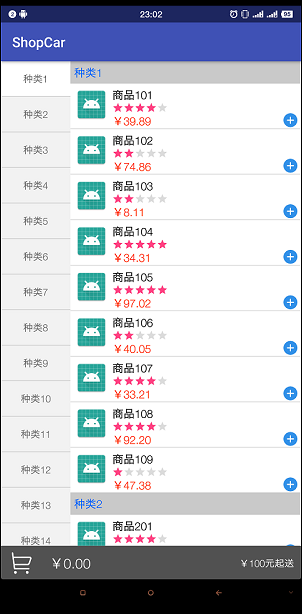 23:02
65
ShopCar
种类1
种类2
种类3
种类4
种类5
种类6
种类7
种类8
种类9
种类10
种类11
种类12
种类13
种类14
种类1
商品101
￥39.89
商品102
￥74.86
商品103
￥8.11
商品104
￥34.31
商品105
￥97.02
商品106
￥40.05
商品107
￥33.21
商品108
￥92.20
商品109
￥47.38
种类2
商品201
￥0.00
￥100元起送